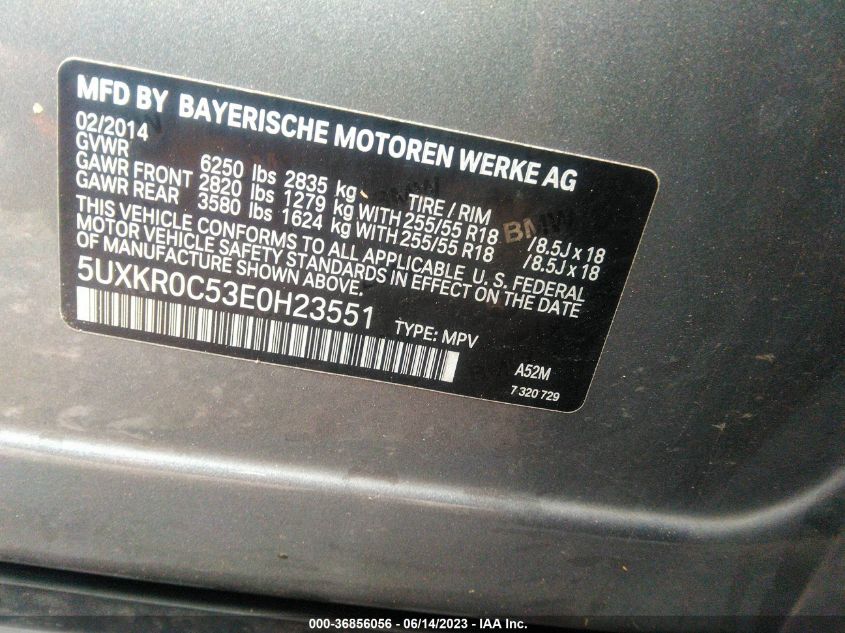 MFD BY BAYERISCHE MOTOREN WERKE AG
02/2014
GVWR 6250 lbs 2835 kg TIRE / RIM
GAWR FRONT 2820 lbs 1279 kg WITH 255/55 R18 /8.5J x 18
GAWR REAR 3580 lbs 1624 kg WITH 255/55 R18 /8.5J x 18
THIS VEHICLE CONFORMS TO ALL APPLICABLE U. S. FEDERAL
MOTOR VEHICLE SAFETY STANDARDS IN EFFECT ON THE DATE
OF MANUFACTURE SHOWN ABOVE.
5UXKR0C53E0H23551 TYPE: MPV
A52M
7 320 729
000-36856056 - 06/14/2023 - IAA Inc.